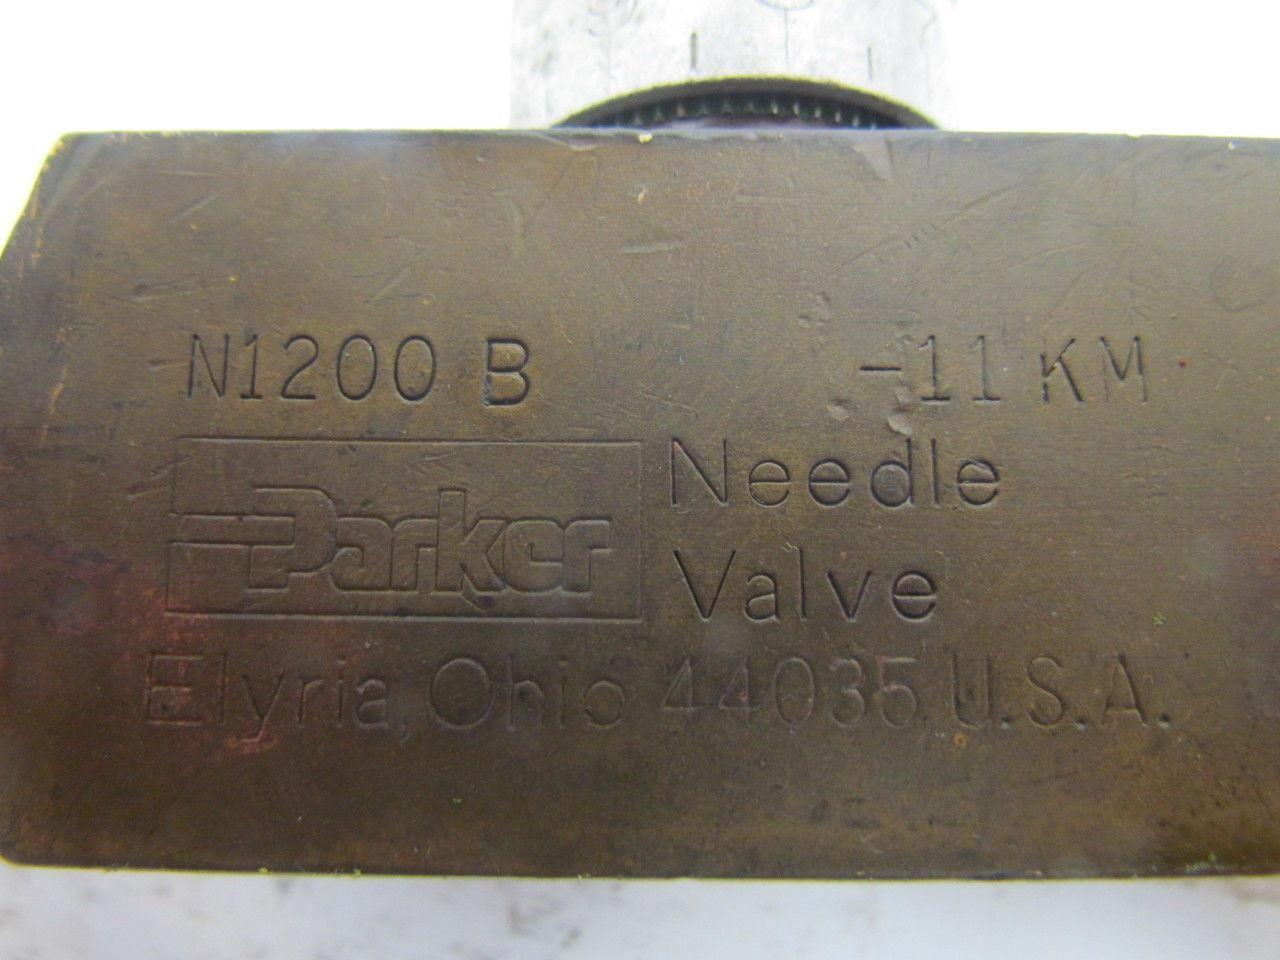 N1200 B -11 KM
Parker Needle
Valve
Elyria, Ohio 44035 U.S.A.